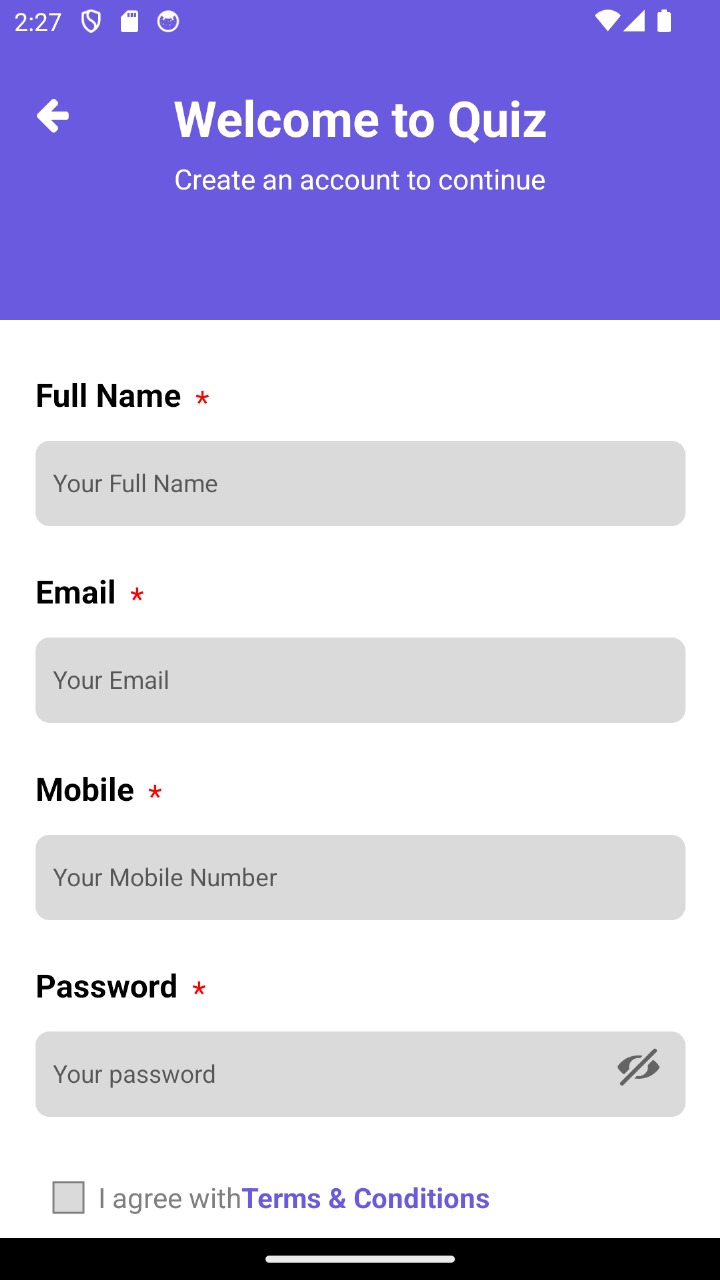 2:27
Welcome to Quiz
Create an account to continue
Full Name *
Your Full Name
Email *
Your Email
Mobile *
Your Mobile Number
Password *
Your password
I agree withTerms & Conditions